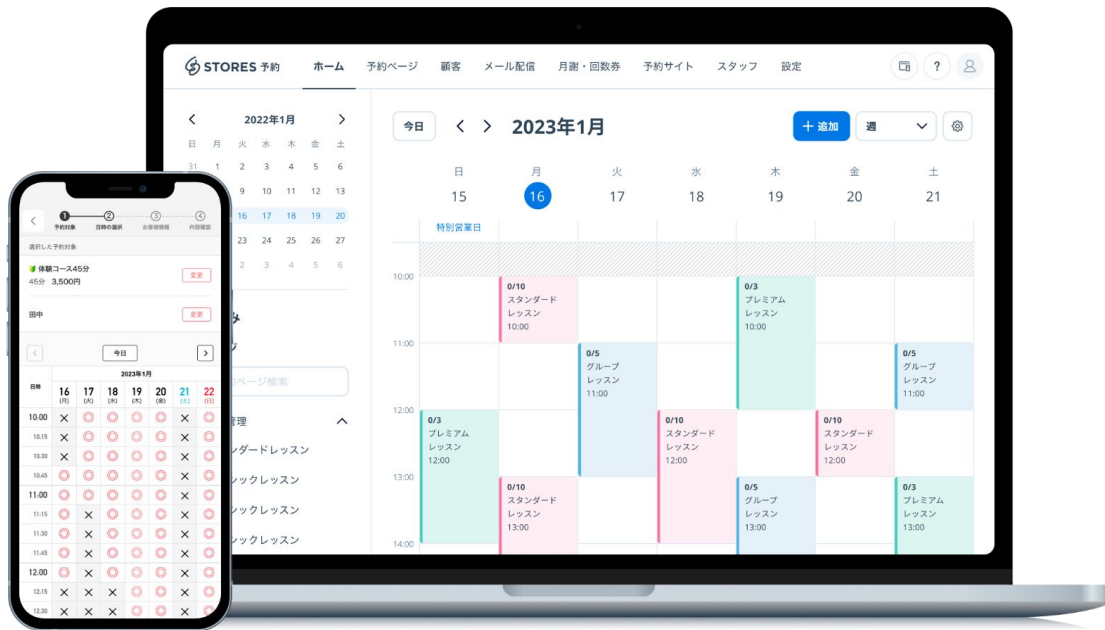 STORES 予約
ホーム
予約ページ
顧客
メール配信
月謝・回数券
予約サイト
スタッフ
設定
?
2022年1月
日 月 火 水 木 金 土
31 1 2 3 4 5 6
9 10 11 12 13
16 17 18 19 20
23 24 25 26 27
2 3 4 5 6
ページ検索
管理
ンダードレッスン
シックレッスン
シックレッスン
シックレッスン
今日
2023年1月
+ 追加
週
日 月 火 水 木 金 土
15 16 17 18 19 20 21
特別営業日
10:00
0/10
スタンダード
レッスン
10:00
0/3
プレミアム
レッスン
10:00
11:00
0/5
グループ
レッスン
11:00
0/5
グループ
レッスン
11:00
12:00
0/3
プレミアム
レッスン
12:00
0/10
スタンダード
レッスン
12:00
0/10
スタンダード
レッスン
12:00
13:00
0/10
スタンダード
レッスン
13:00
0/5
グループ
レッスン
13:00
0/3
プレミアム
レッスン
13:00
14:00
1 2 3 4
予約対象 日時の選択 お客様情報 内容確認
選択した予約対象
体験コース45分
変更
45分 3,500円
田中
変更
今日
2023年1月
日時
16 17 18 19 20 21 22
(月) (火) (水) (木) (金) (土) (日)
10:00 × ◎ ◎ ◎ ◎ × ◎
10:15 × ◎ ◎ ◎ ◎ × ◎
10:30 × ◎ ◎ ◎ ◎ × ◎
10:45 ◎ ◎ ◎ ◎ ◎ × ◎
11:00 ◎ ◎ ◎ ◎ ◎ × ◎
11:15 ◎ × ◎ ◎ ◎ × ◎
11:30 ◎ × ◎ ◎ ◎ × ◎
11:45 ◎ × ◎ ◎ ◎ × ◎
12:00 ◎ × ◎ ◎ ◎ × ◎
12:15 × × × ◎ ◎ × ◎
12:30 × × × ◎ ◎ × ◎